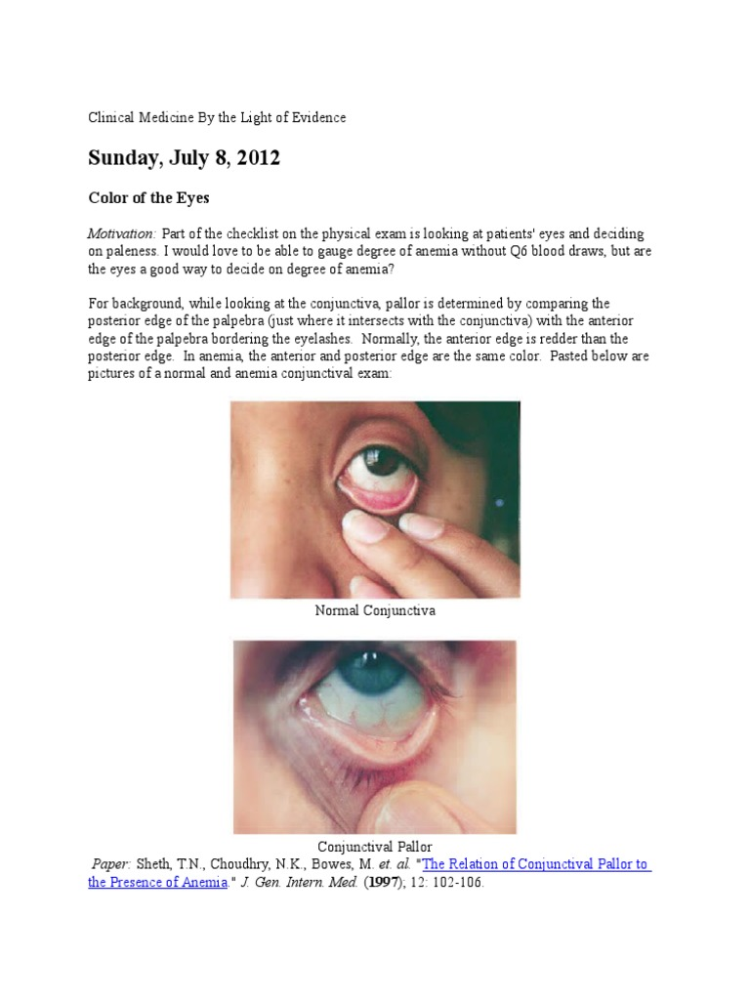 Clinical Medicine By the Light of Evidence
Sunday, July 8, 2012
Color of the Eyes
Motivation: Part of the checklist on the physical exam is looking at patients' eyes and deciding
on paleness. I would love to be able to gauge degree of anemia without Q6 blood draws, but are
the eyes a good way to decide on degree of anemia?
For background, while looking at the conjunctiva, pallor is determined by comparing the
posterior edge of the palpebra (just where it intersects with the conjunctiva) with the anterior
edge of the palpebra bordering the eyelashes.  Normally, the anterior edge is redder than the
posterior edge.  In anemia, the anterior and posterior edge are the same color.  Pasted below are
pictures of a normal and anemia conjunctival exam:
Normal Conjunctiva
Conjunctival Pallor
Paper: Sheth, T.N., Choudhry, N.K., Bowes, M. et. al. "The Relation of Conjunctival Pallor to
the Presence of Anemia." J. Gen. Intern. Med. (1997); 12: 102-106.